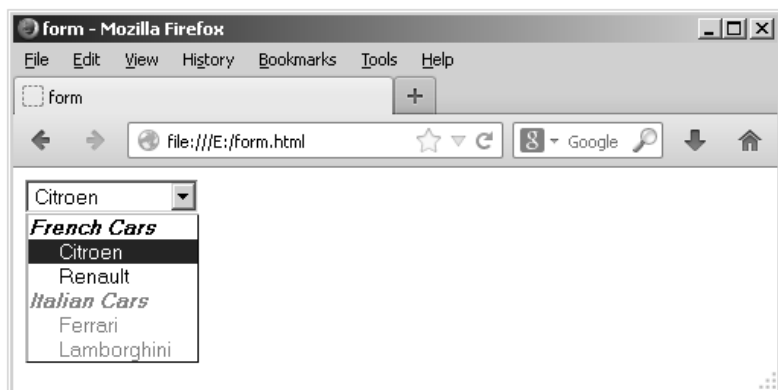 form - Mozilla Firefox
File Edit View History Bookmarks Tools Help
form
file:///E:/form.html
8 Google
Citroen
French Cars
Citroen
Renault
Italian Cars
Ferrari
Lamborghini